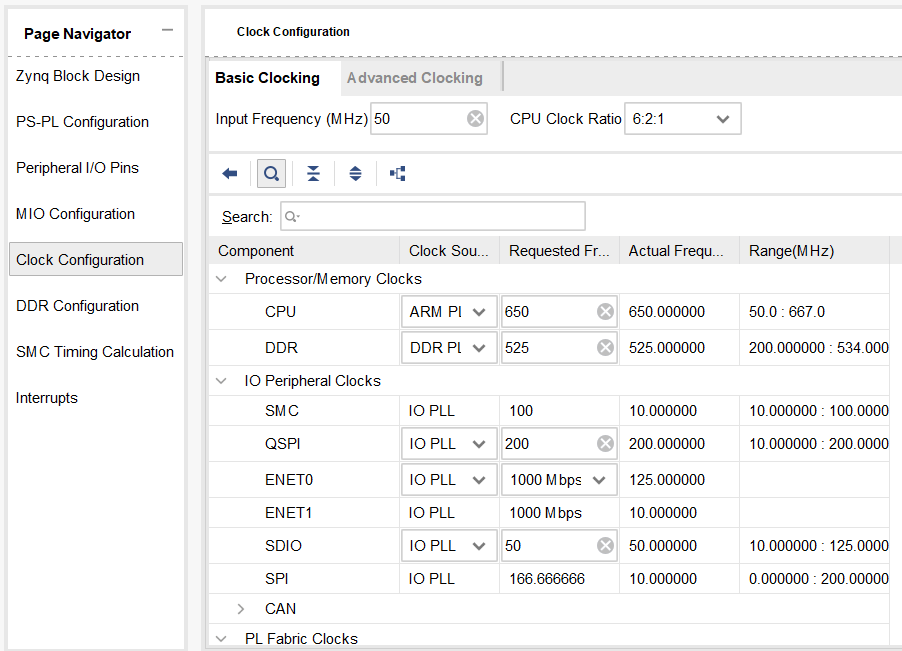 Page Navigator
Zynq Block Design
PS-PL Configuration
Peripheral I/O Pins
MIO Configuration
Clock Configuration
DDR Configuration
SMC Timing Calculation
Interrupts
Clock Configuration
Basic Clocking Advanced Clocking
Input Frequency (MHz) 50 CPU Clock Ratio 6:2:1
Search:
Component Clock Sou... Requested Fr... Actual Frequ... Range(MHz)
Processor/Memory Clocks
CPU ARM Pl 650 650.000000 50.0 : 667.0
DDR DDR PL 525 525.000000 200.000000 : 534.000
IO Peripheral Clocks
SMC IO PLL 100 10.000000 10.000000 : 100.0000
QSPI IO PLL 200 200.000000 10.000000 : 200.0000
ENET0 IO PLL 1000 Mbps 125.000000
ENET1 IO PLL 1000 Mbps 10.000000
SDIO IO PLL 50 50.000000 10.000000 : 125.0000
SPI IO PLL 166.666666 10.000000 0.000000 : 200.00000
CAN
PL Fabric Clocks